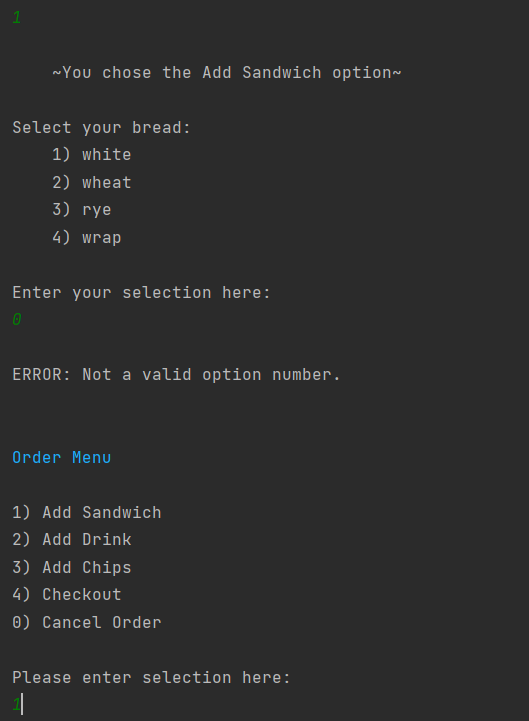 1
~You chose the Add Sandwich option~
Select your bread:
1) white
2) wheat
3) rye
4) wrap
Enter your selection here:
0
ERROR: Not a valid option number.
Order Menu
1) Add Sandwich
2) Add Drink
3) Add Chips
4) Checkout
0) Cancel Order
Please enter selection here:
1